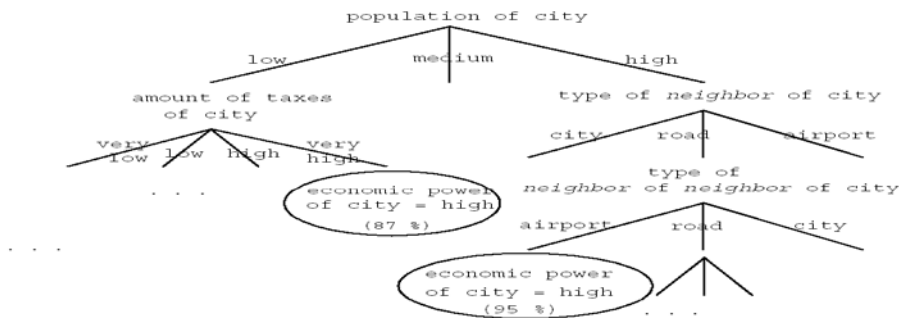 population of city
low medium high
amount of taxes
of city
type of neighbor of city
very
low low high very
high
city road airport
type of
neighbor of neighbor of city
. . .
economic power
of city = high
(87 %)
airport road city
. . .
economic power
of city = high
(95 %)
. . .